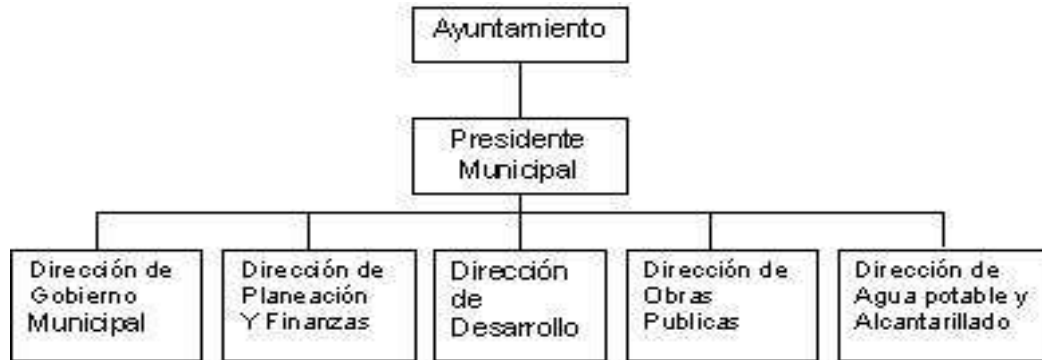 Ayuntamiento
Presidente
Municipal
Dirección de
Gobierno
Municipal
Dirección de
Planeación
Y Finanzas
Dirección
de
Desarrollo
Dirección de
Obras
Publicas
Dirección de
Agua potable y
Alcantarillado